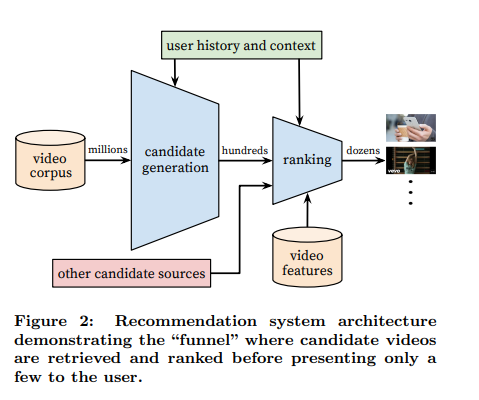 user history and context
video
corpus
millions
candidate
generation
hundreds
ranking
dozens
vevo
other candidate sources
video
features
Figure 2: Recommendation system architecture
demonstrating the “funnel” where candidate videos
are retrieved and ranked before presenting only a
few to the user.